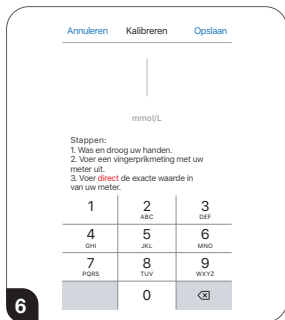 Annuleren Kalibreren Opslaan
mmol/L
Stappen:
1. Was en droog uw handen.
2. Voer een vingerprikmeting met uw
meter uit.
3. Voer direct de exacte waarde in
van uw meter.
1 2 3
ABC DEF
4 5 6
GHI JKL MNO
7 8 9
PQRS TUV WXYZ
0
6